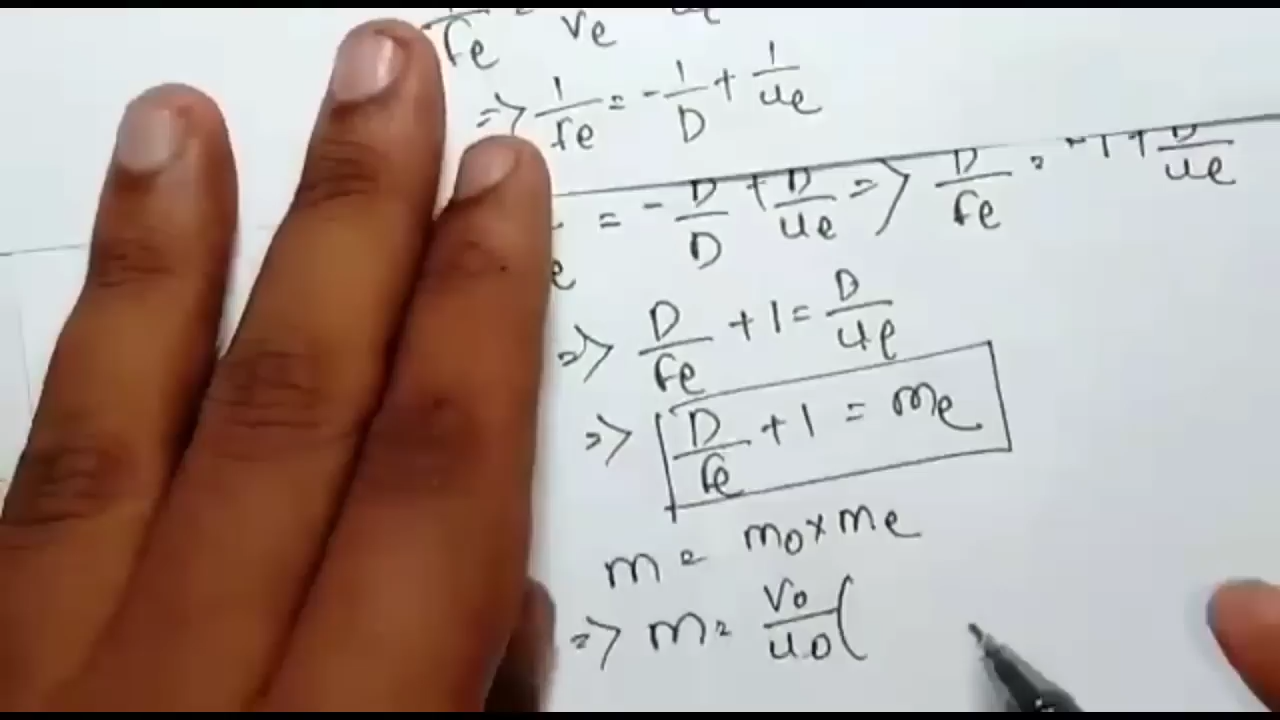 fe = ve
=> 1/fe = -1/D + 1/ue
e = -D/D + D/ue => D/fe = -1 + D/ue
=> D/fe + 1 = D/ue
=> D/fe + 1 = me
m = mo × me
=> m = vo/uo (